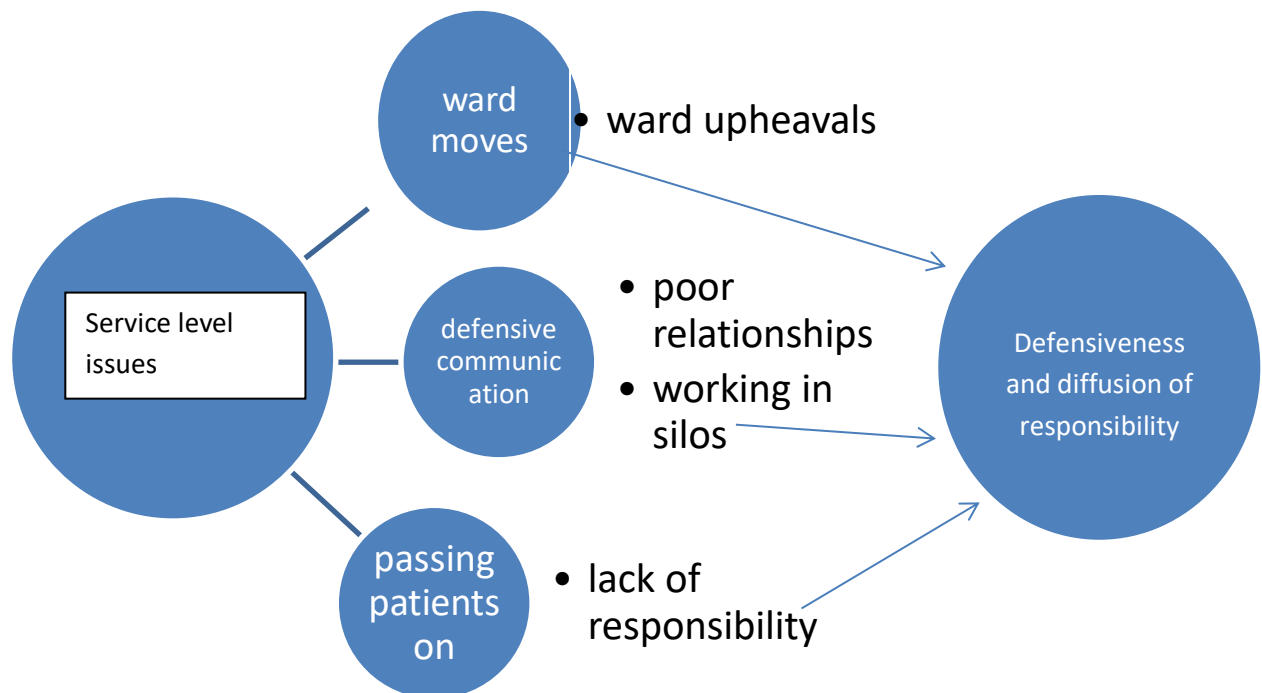 ward
moves
• ward upheavals
Service level
issues
defensive
communic
ation
• poor
relationships
• working in
silos
passing
patients
on
• lack of
responsibility
Defensiveness
and diffusion of
responsibility